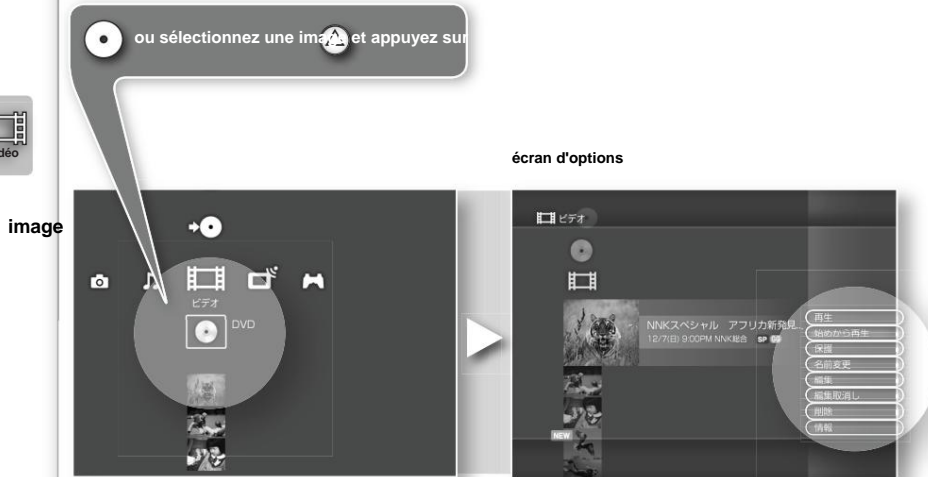 ou sélectionnez une image et appuyez sur
déo
image
écran d'options
ビデオ
DVD
ビデオ
NNKスペシャル アフリカ新発見...
12/7(日) 9:00PM NNK総合 SP
再生
始めから再生
保護
名前変更
編集
編集取消し
削除
情報
NEW